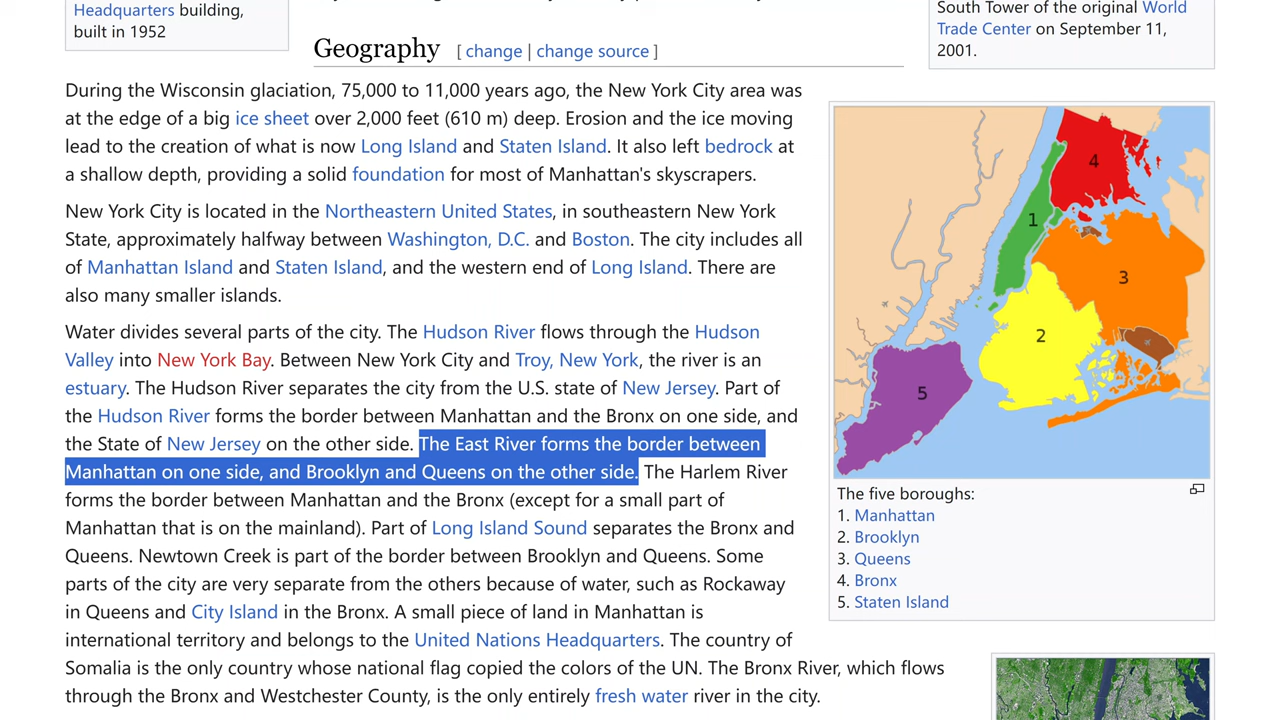 Headquarters building,
built in 1952
Geography [ change | change source ]
South Tower of the original World
Trade Center on September 11,
2001.
During the Wisconsin glaciation, 75,000 to 11,000 years ago, the New York City area was
at the edge of a big ice sheet over 2,000 feet (610 m) deep. Erosion and the ice moving
lead to the creation of what is now Long Island and Staten Island. It also left bedrock at
a shallow depth, providing a solid foundation for most of Manhattan's skyscrapers.
New York City is located in the Northeastern United States, in southeastern New York
State, approximately halfway between Washington, D.C. and Boston. The city includes all
of Manhattan Island and Staten Island, and the western end of Long Island. There are
also many smaller islands.
Water divides several parts of the city. The Hudson River flows through the Hudson
Valley into New York Bay. Between New York City and Troy, New York, the river is an
estuary. The Hudson River separates the city from the U.S. state of New Jersey. Part of
the Hudson River forms the border between Manhattan and the Bronx on one side, and
the State of New Jersey on the other side. The East River forms the border between
Manhattan on one side, and Brooklyn and Queens on the other side. The Harlem River
forms the border between Manhattan and the Bronx (except for a small part of
Manhattan that is on the mainland). Part of Long Island Sound separates the Bronx and
Queens. Newtown Creek is part of the border between Brooklyn and Queens. Some
parts of the city are very separate from the others because of water, such as Rockaway
in Queens and City Island in the Bronx. A small piece of land in Manhattan is
international territory and belongs to the United Nations Headquarters. The country of
Somalia is the only country whose national flag copied the colors of the UN. The Bronx River, which flows
through the Bronx and Westchester County, is the only entirely fresh water river in the city.
4
1
3
2
5
The five boroughs:
1. Manhattan
2. Brooklyn
3. Queens
4. Bronx
5. Staten Island